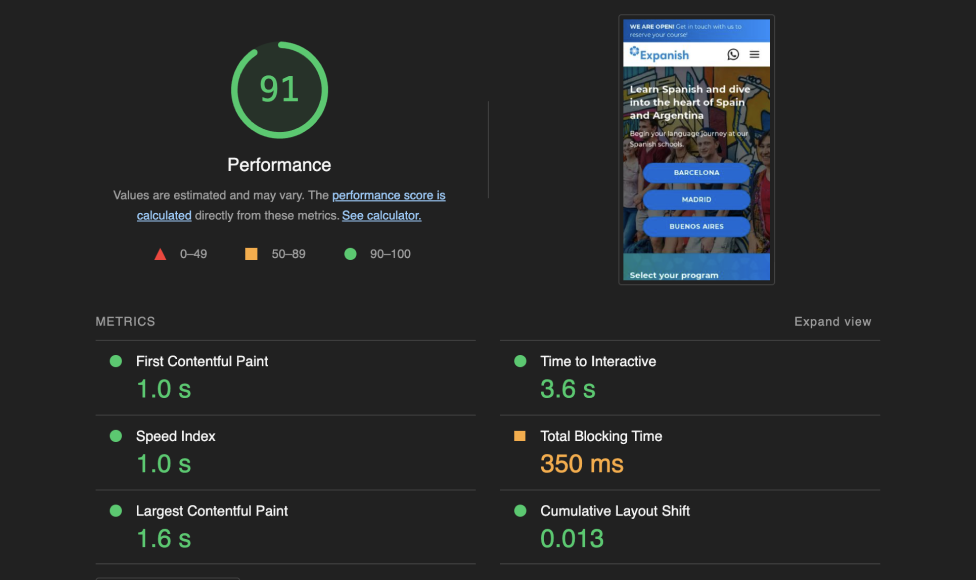 91
Performance
Values are estimated and may vary. The performance score is
calculated directly from these metrics. See calculator.
0–49
50–89
90–100
WE ARE OPEN! Get in touch with us to
reserve your course!
Expanish
Learn Spanish and dive
into the heart of Spain
and Argentina
Begin your language journey at our
Spanish schools.
BARCELONA
MADRID
BUENOS AIRES
Select your program
METRICS
Expand view
First Contentful Paint
1.0 s
Time to Interactive
3.6 s
Speed Index
1.0 s
Total Blocking Time
350 ms
Largest Contentful Paint
1.6 s
Cumulative Layout Shift
0.013